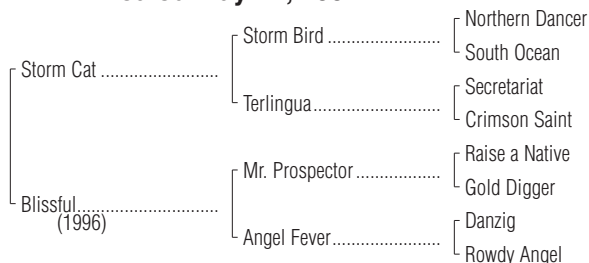 Northern Dancer
Storm Bird
South Ocean
Storm Cat
Secretariat
Terlingua
Crimson Saint
Raise a Native
Mr. Prospector
Gold Digger
Blissful
(1996)
Danzig
Angel Fever
Rowdy Angel